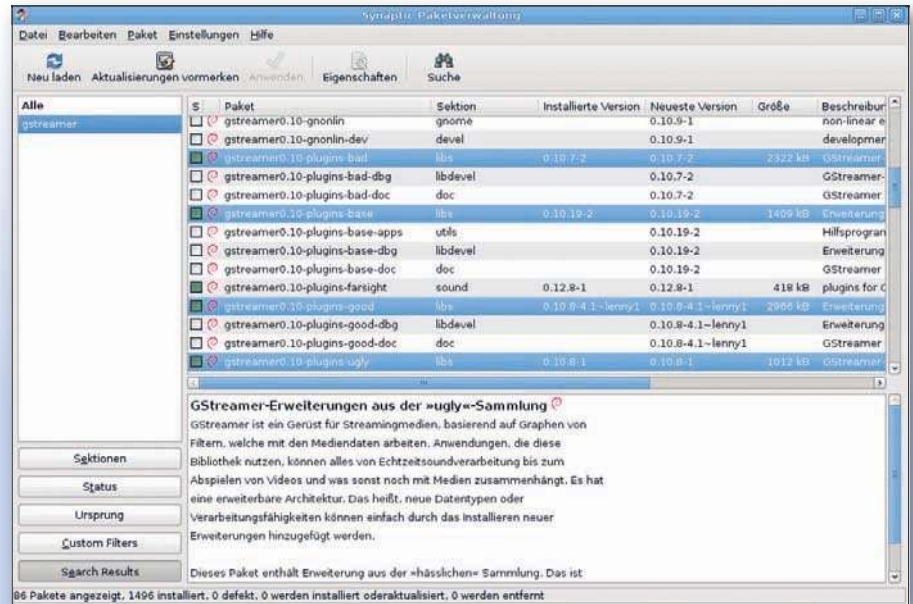 Synaptic Paketverwaltung
Datei Bearbeiten Paket Einstellungen Hilfe
Neu laden Aktualisierungen vormerken Anwenden Eigenschaften Suche
Alle
gstreamer
S Paket Sektion Installierte Version Neueste Version Größe Beschreibun
gstreamer0.10-gnonlin gnome 0.10.9-1 non-linear e
gstreamer0.10-gnonlin-dev devel 0.10.9-1 developmen
gstreamer0.10-plugins-bad libs 0.10.7-2 0.10.7-2 2322 kB GStreamer
gstreamer0.10-plugins-bad-dbg libdevel 0.10.7-2 GStreamer-
gstreamer0.10-plugins-bad-doc doc 0.10.7-2 GStreamer
gstreamer0.10-plugins-base libs 0.10.19-2 0.10.19-2 1409 kB Erweiterung
gstreamer0.10-plugins-base-apps utils 0.10.19-2 Hilfsprogran
gstreamer0.10-plugins-base-dbg libdevel 0.10.19-2 Erweiterung
gstreamer0.10-plugins-base-doc doc 0.10.19-2 GStreamer
gstreamer0.10-plugins-farsight sound 0.12.8-1 0.12.8-1 418 kB plugins for
gstreamer0.10-plugins-good libs 0.10.8-4.1~lenny1 0.10.8-4.1~lenny1 2966 kB Erweiterung
gstreamer0.10-plugins-good-dbg libdevel 0.10.8-4.1~lenny1 Erweiterung
gstreamer0.10-plugins-good-doc doc 0.10.8-4.1~lenny1 GStreamer
gstreamer0.10-plugins-ugly libs 0.10.8-1 0.10.8-1 1012 kB GStreamer
GStreamer-Erweiterungen aus der »ugly«-Sammlung
GStreamer ist ein Gerüst für Streamingmedien, basierend auf Graphen von
Filtern, welche mit den Mediendaten arbeiten. Anwendungen, die diese
Bibliothek nutzen, können alles von Echtzeitsoundverarbeitung bis zum
Abspielen von Videos und was sonst noch mit Medien zusammenhängt. Es hat
eine erweiterbare Architektur. Das heißt, neue Datentypen oder
Verarbeitungsfähigkeiten können einfach durch das Installieren neuer
Erweiterungen hinzugefügt werden.
Dieses Paket enthält Erweiterung aus der »hässlichen« Sammlung. Das ist
Sektionen
Status
Ursprung
Custom Filters
Search Results
86 Pakete angezeigt, 1496 installiert, 0 defekt, 0 werden installiert oderaktualisiert, 0 werden entfernt